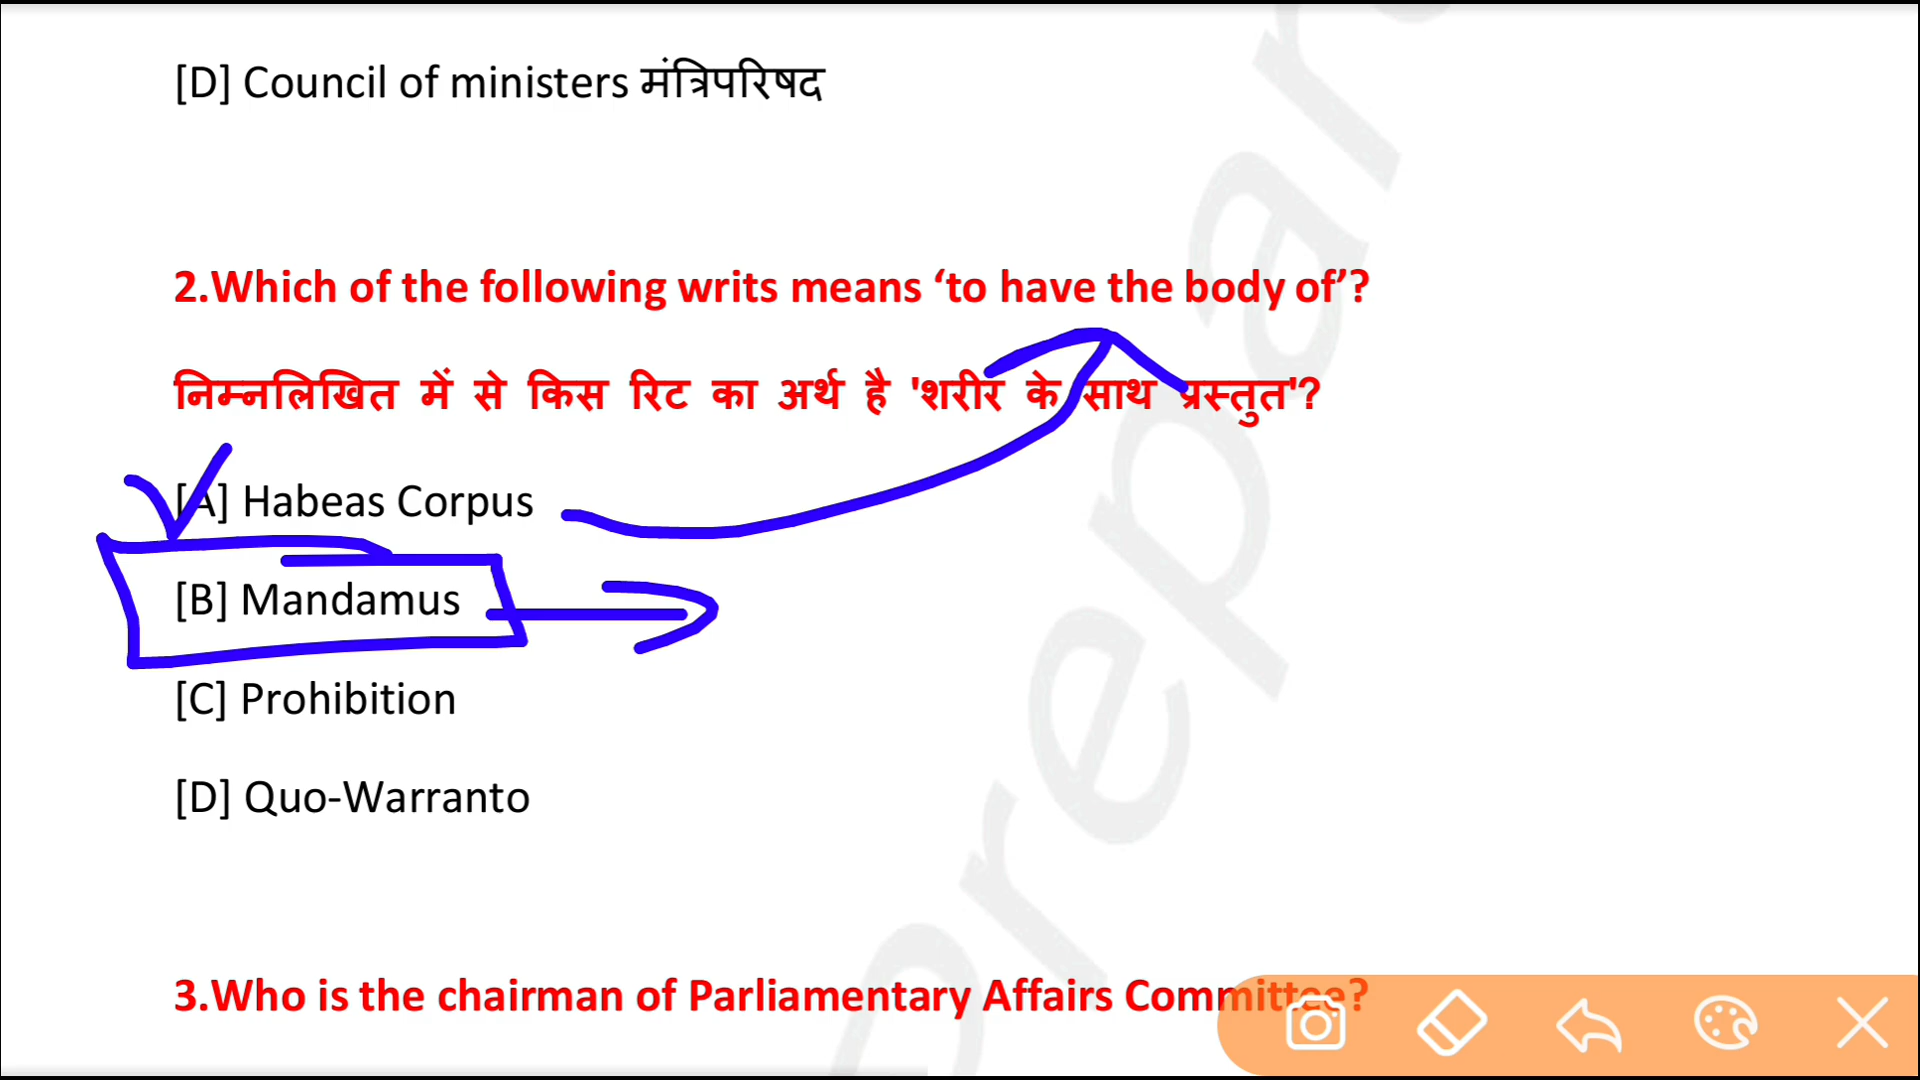 [D] Council of ministers मंत्रिपरिषद
2.Which of the following writs means ‘to have the body of’?
निम्नलिखित में से किस रिट का अर्थ है 'शरीर के साथ प्रस्तुत'?
[A] Habeas Corpus
[B] Mandamus
[C] Prohibition
[D] Quo-Warranto
3.Who is the chairman of Parliamentary Affairs Committee?
Prepar